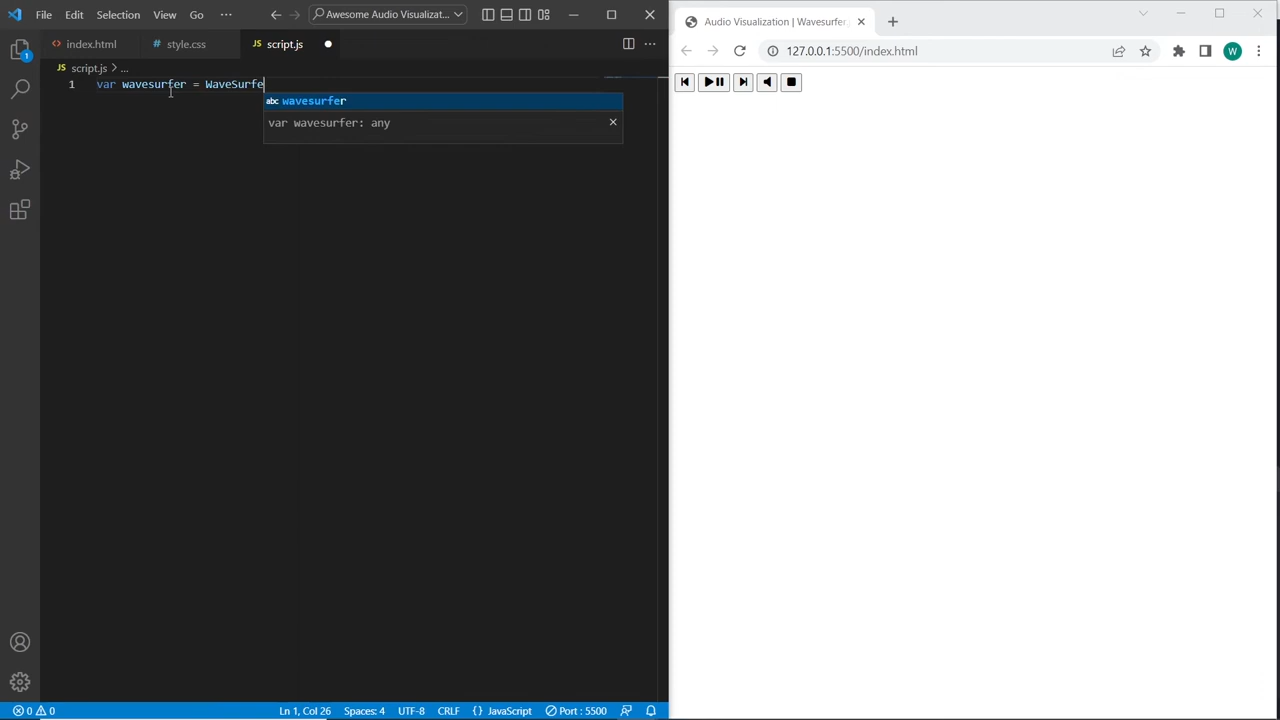 File Edit Selection View Go ··· Awesome Audio Visualizat...
index.html style.css JS script.js
JS script.js > ...
1 var wavesurfer = WaveSurfe
abc wavesurfer
var wavesurfer: any
1
0 0 Ln 1, Col 26 Spaces: 4 UTF-8 CRLF {} JavaScript Port : 5500
Audio Visualization | Wavesurfer.
127.0.0.1:5500/index.html W